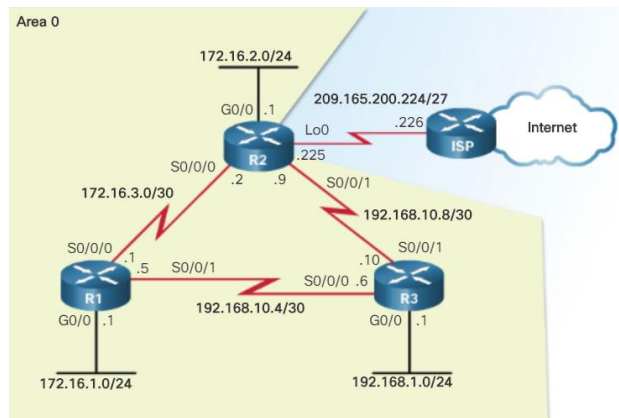 Area 0
172.16.2.0/24
209.165.200.224/27
G0/0 .1
.226
Lo0
Internet
R2
.225
ISP
S0/0/0
.2
.9
S0/0/1
172.16.3.0/30
192.168.10.8/30
S0/0/0
.1
.10
S0/0/1
.5
S0/0/1
S0/0/0 .6
R1
R3
G0/0 .1
192.168.10.4/30
G0/0 .1
172.16.1.0/24
192.168.1.0/24